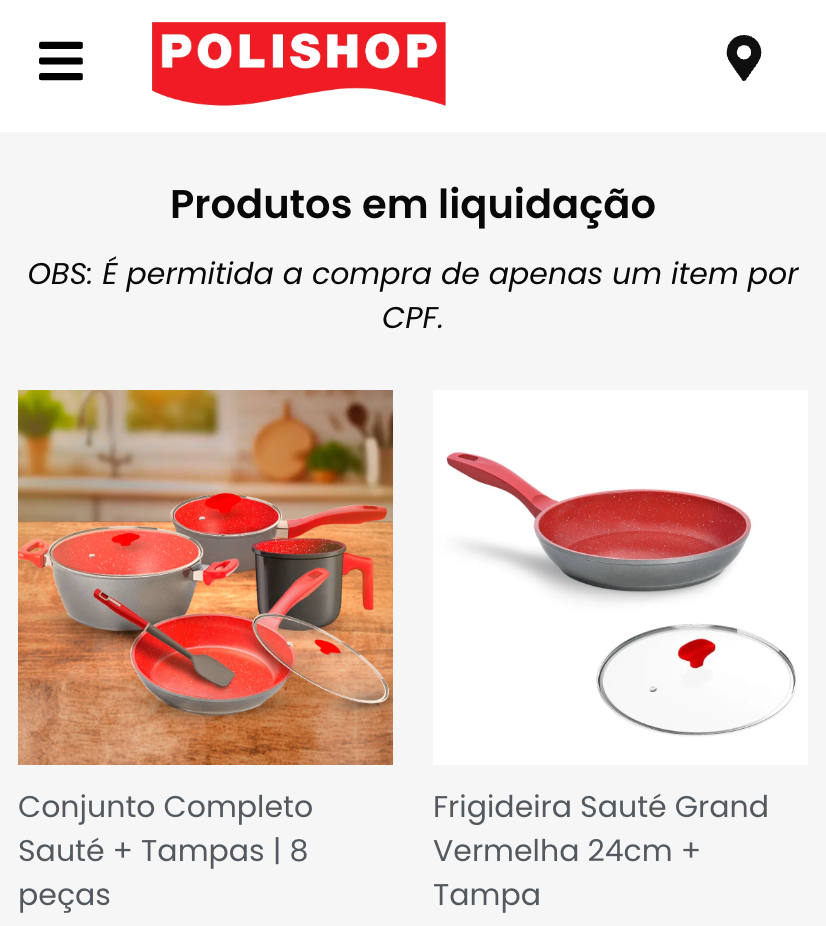 POLISHOP
Produtos em liquidação
OBS: É permitida a compra de apenas um item por
CPF.
Conjunto Completo
Sauté + Tampas | 8
peças
Frigideira Sauté Grand
Vermelha 24cm +
Tampa